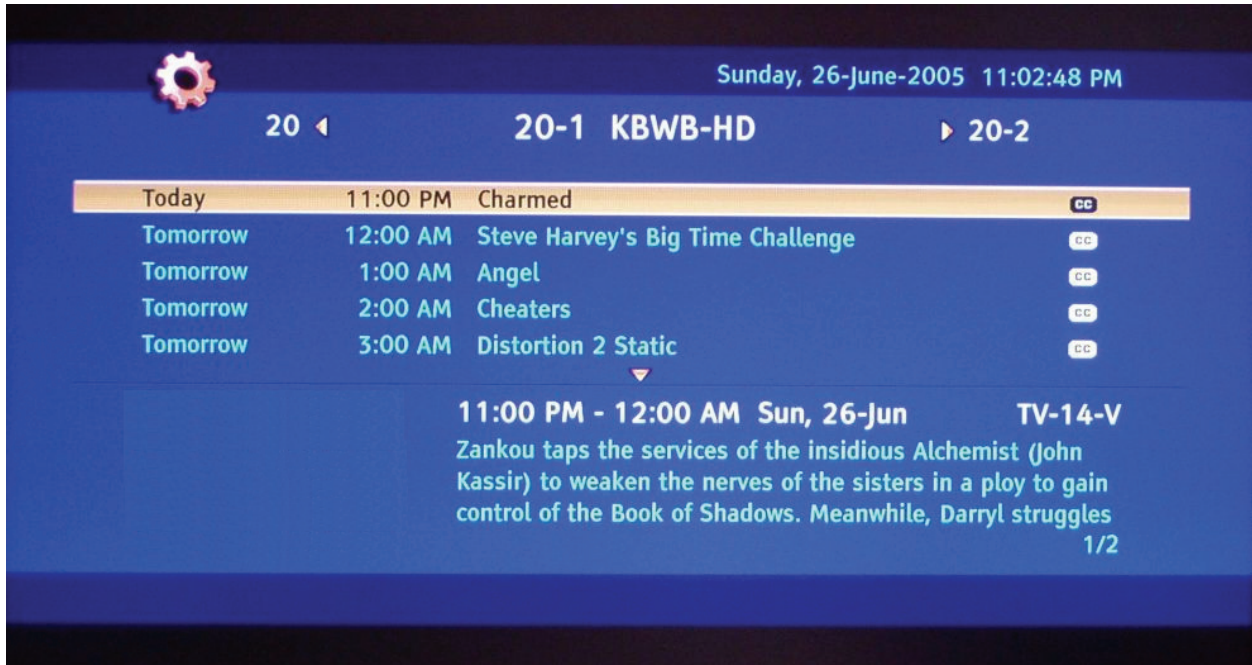 Sunday, 26-June-2005 11:02:48 PM
20 20-1 KBWB-HD 20-2
Today 11:00 PM Charmed CC
Tomorrow 12:00 AM Steve Harvey's Big Time Challenge CC
Tomorrow 1:00 AM Angel CC
Tomorrow 2:00 AM Cheaters CC
Tomorrow 3:00 AM Distortion 2 Static CC
11:00 PM - 12:00 AM Sun, 26-Jun TV-14-V
Zankou taps the services of the insidious Alchemist (John
Kassir) to weaken the nerves of the sisters in a ploy to gain
control of the Book of Shadows. Meanwhile, Darryl struggles
1/2